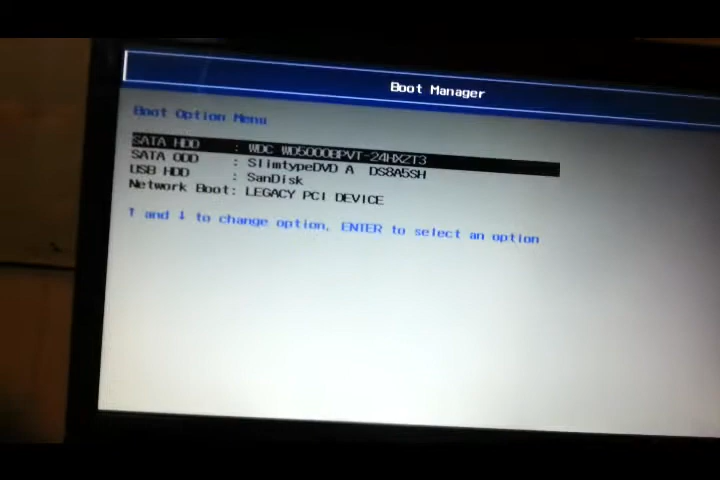 Boot Manager
Boot Option Menu
SATA HDD : WDC WD5000BPVT-24HXZT3
SATA ODD : SlimtypeDVD A DS8A5SH
USB HDD : SanDisk
Network Boot: LEGACY PCI DEVICE
↑ and ↓ to change option, ENTER to select an option